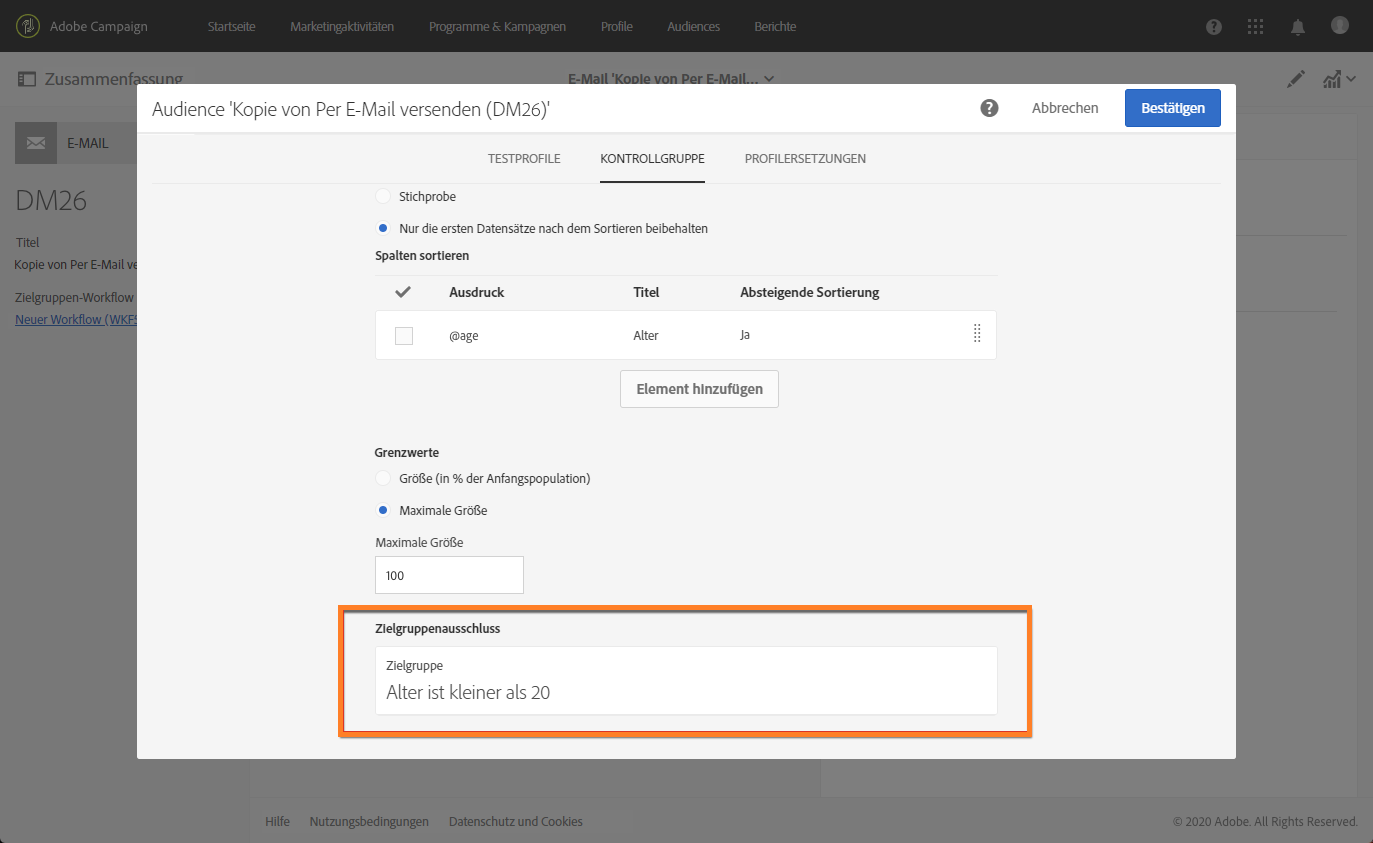 Adobe Campaign
Startseite
Marketingaktivitäten
Programme & Kampagnen
Profile
Audiences
Berichte
Zusammenfassung
E-Mail 'Kopie von Per E-Mail...
Audience 'Kopie von Per E-Mail versenden (DM26)'
Abbrechen
Bestätigen
E-MAIL
TESTPROFILE
KONTROLLGRUPPE
PROFILERSETZUNGEN
DM26
Titel
Kopie von Per E-Mail ve
Zielgruppen-Workflow
Neuer Workflow (WKFS
Stichprobe
Nur die ersten Datensätze nach dem Sortieren beibehalten
Spalten sortieren
Ausdruck
Titel
Absteigende Sortierung
@age
Alter
Ja
Element hinzufügen
Grenzwerte
Größe (in % der Anfangspopulation)
Maximale Größe
Maximale Größe
100
Zielgruppenausschluss
Zielgruppe
Alter ist kleiner als 20
Hilfe
Nutzungsbedingungen
Datenschutz und Cookies
© 2020 Adobe. All Rights Reserved.